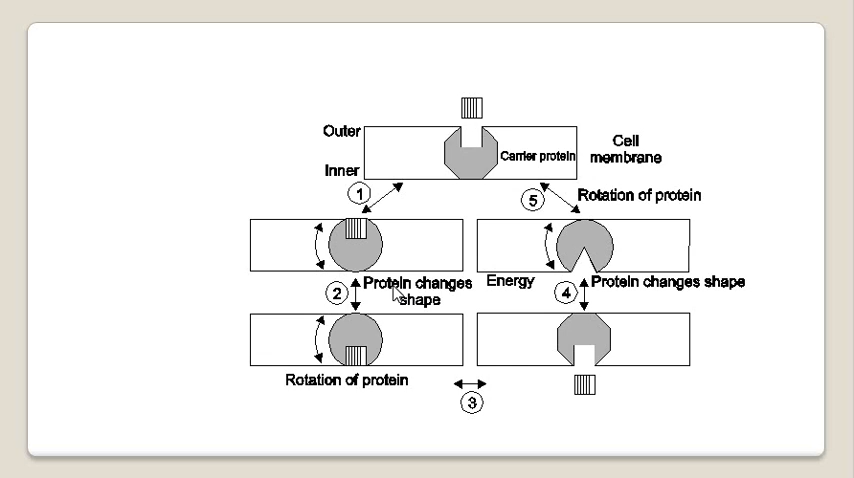 Outer
Inner
Carrier protein
Cell
membrane
1
5
Rotation of protein
2
Protein changes
shape
Energy
4
Protein changes shape
Rotation of protein
3